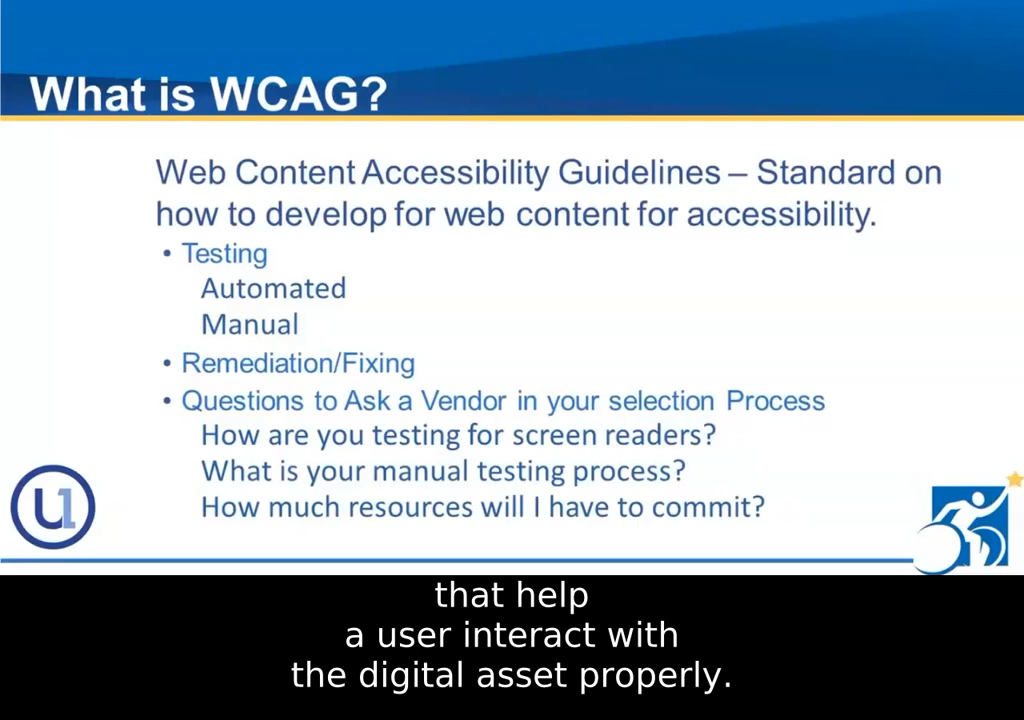 What is WCAG?
Web Content Accessibility Guidelines – Standard on
how to develop for web content for accessibility.
• Testing
Automated
Manual
• Remediation/Fixing
• Questions to Ask a Vendor in your selection Process
How are you testing for screen readers?
What is your manual testing process?
How much resources will I have to commit?
U1
that help
a user interact with
the digital asset properly.